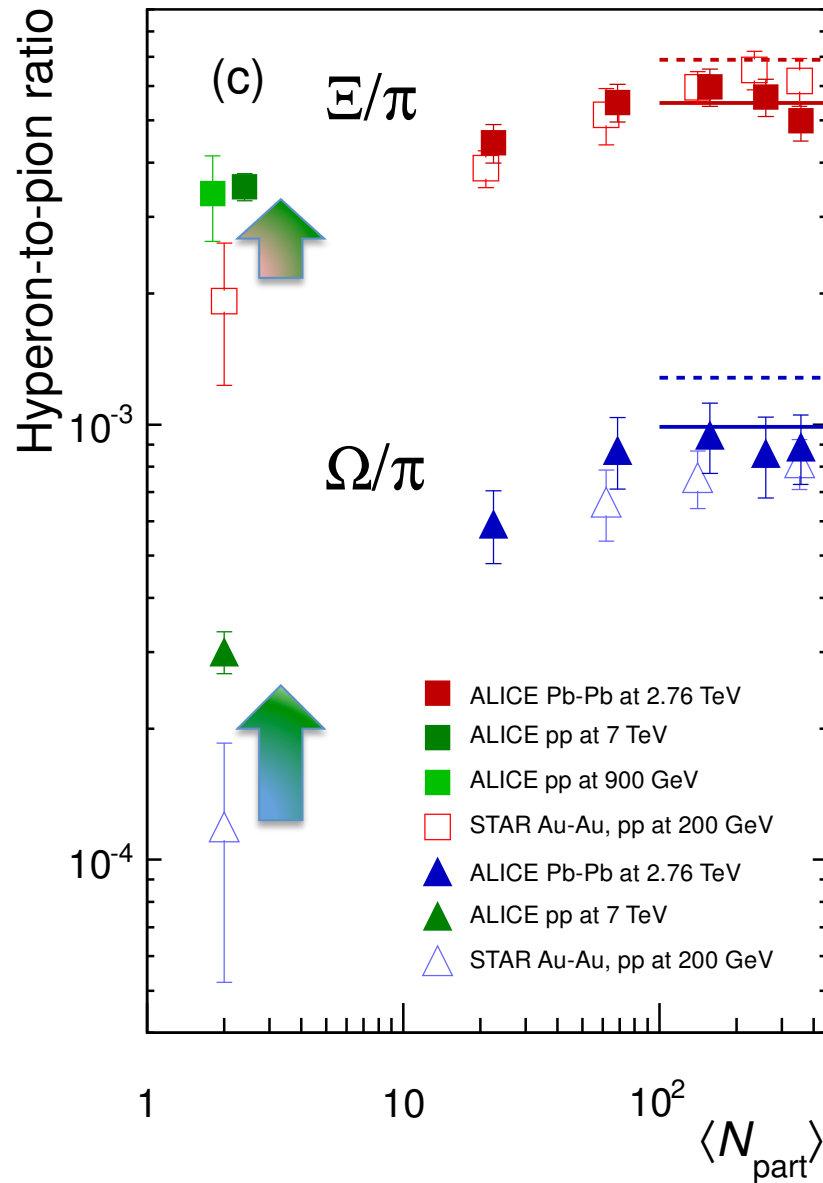 Hyperon-to-pion ratio
(c)
Ξ/π
10⁻³
Ω/π
10⁻⁴
ALICE Pb-Pb at 2.76 TeV
ALICE pp at 7 TeV
ALICE pp at 900 GeV
STAR Au-Au, pp at 200 GeV
ALICE Pb-Pb at 2.76 TeV
ALICE pp at 7 TeV
STAR Au-Au, pp at 200 GeV
1 10 10²
⟨N_part⟩